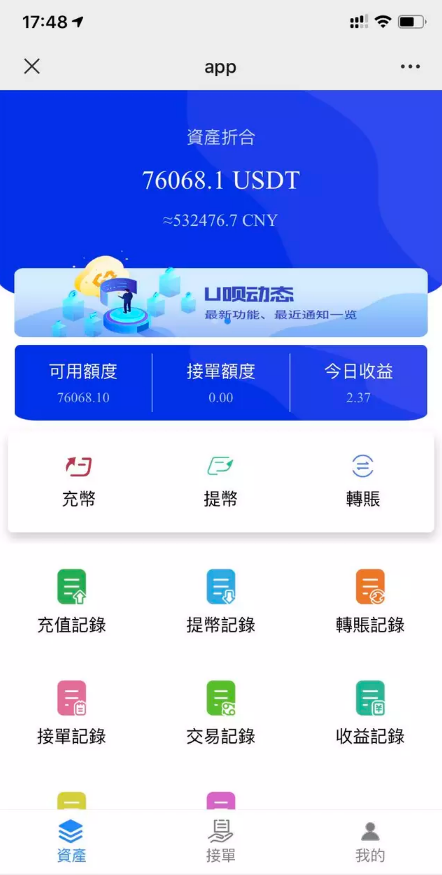 17:48
app
資產折合
76068.1 USDT
≈532476.7 CNY
U呗动态
最新功能、最近通知一览
可用額度 接單額度 今日收益
76068.10 0.00 2.37
充幣 提幣 轉賬
充值記錄 提幣記錄 轉賬記錄
接單記錄 交易記錄 收益記錄
資產 接單 我的